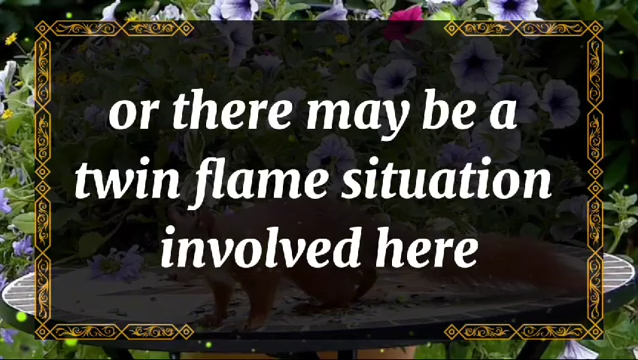 or there may be a
twin flame situation
involved here